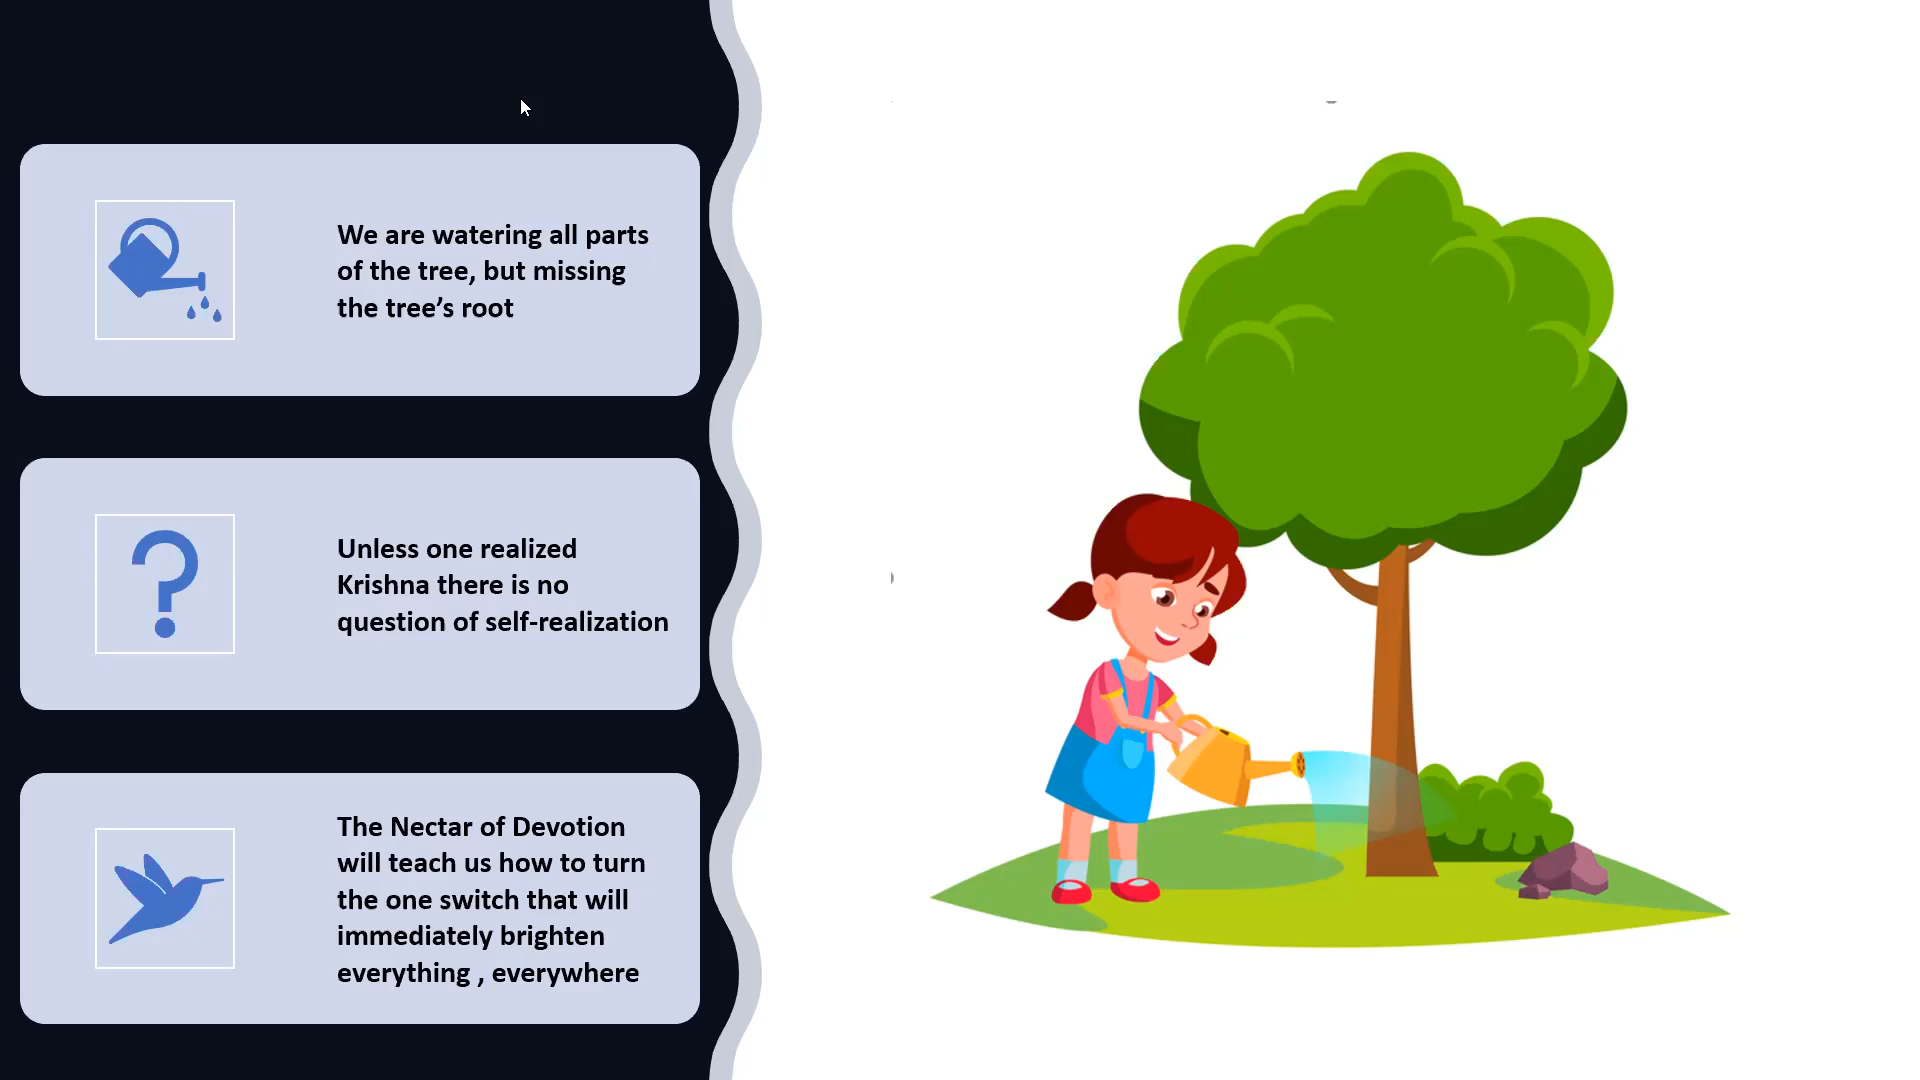 We are watering all parts
of the tree, but missing
the tree’s root
Unless one realized
Krishna there is no
question of self-realization
The Nectar of Devotion
will teach us how to turn
the one switch that will
immediately brighten
everything , everywhere